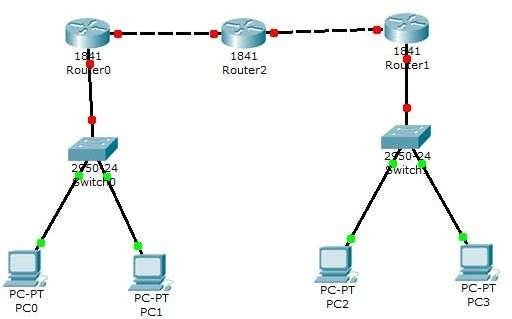 1841
Router0
1841
Router2
1841
Router1
2950-24
Switch0
2950-24
Switch1
PC-PT
PC0
PC-PT
PC1
PC-PT
PC2
PC-PT
PC3